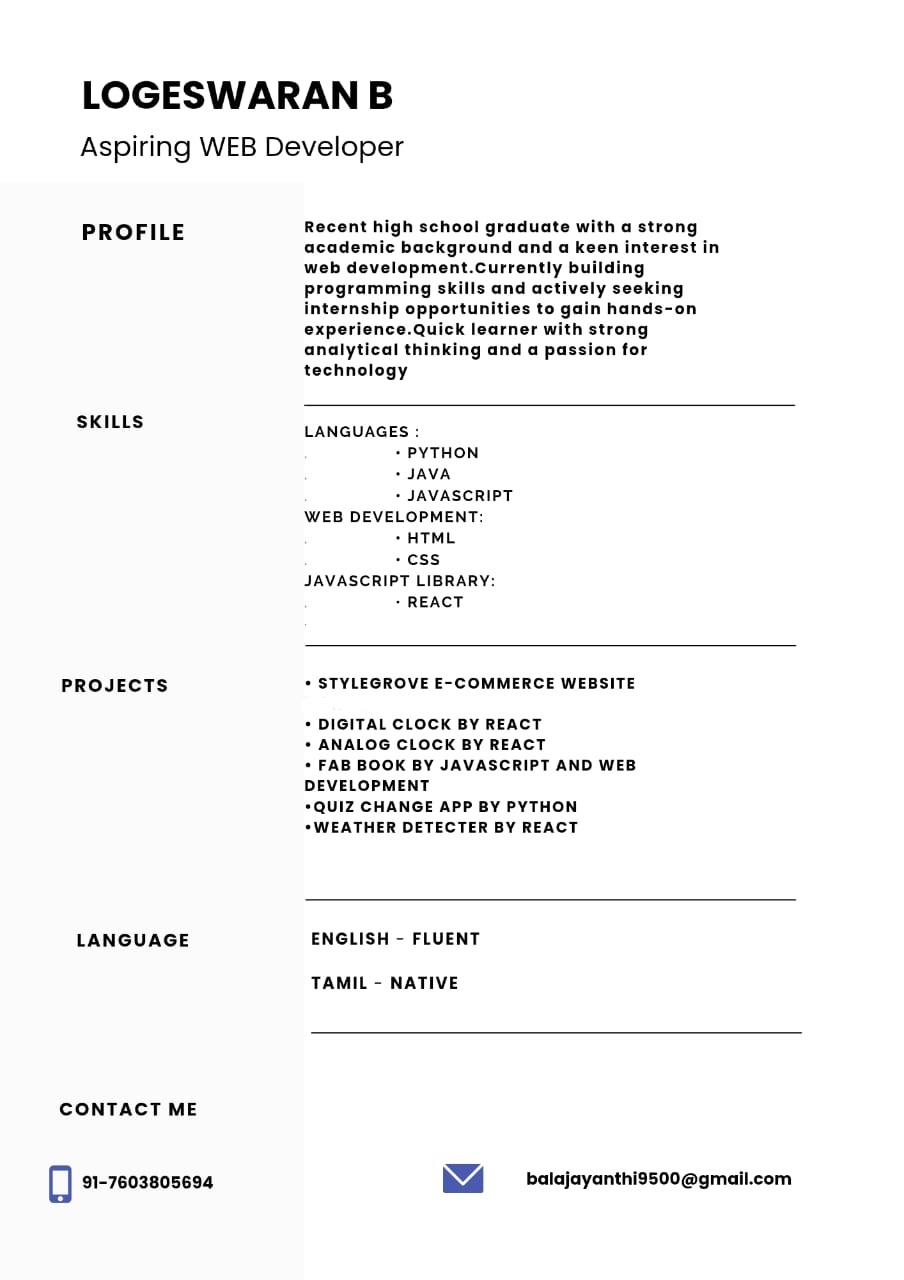 LOGESWARAN B
Aspiring WEB Developer
PROFILE
Recent high school graduate with a strong
academic background and a keen interest in
web development.Currently building
programming skills and actively seeking
internship opportunities to gain hands-on
experience.Quick learner with strong
analytical thinking and a passion for
technology
SKILLS
LANGUAGES :
. • PYTHON
. • JAVA
. • JAVASCRIPT
WEB DEVELOPMENT:
. • HTML
. • CSS
JAVASCRIPT LIBRARY:
. • REACT
.
PROJECTS
• STYLEGROVE E-COMMERCE WEBSITE
• DIGITAL CLOCK BY REACT
• ANALOG CLOCK BY REACT
• FAB BOOK BY JAVASCRIPT AND WEB
DEVELOPMENT
•QUIZ CHANGE APP BY PYTHON
•WEATHER DETECTER BY REACT
LANGUAGE
ENGLISH - FLUENT
TAMIL - NATIVE
CONTACT ME
91-7603805694
balajayanthi9500@gmail.com